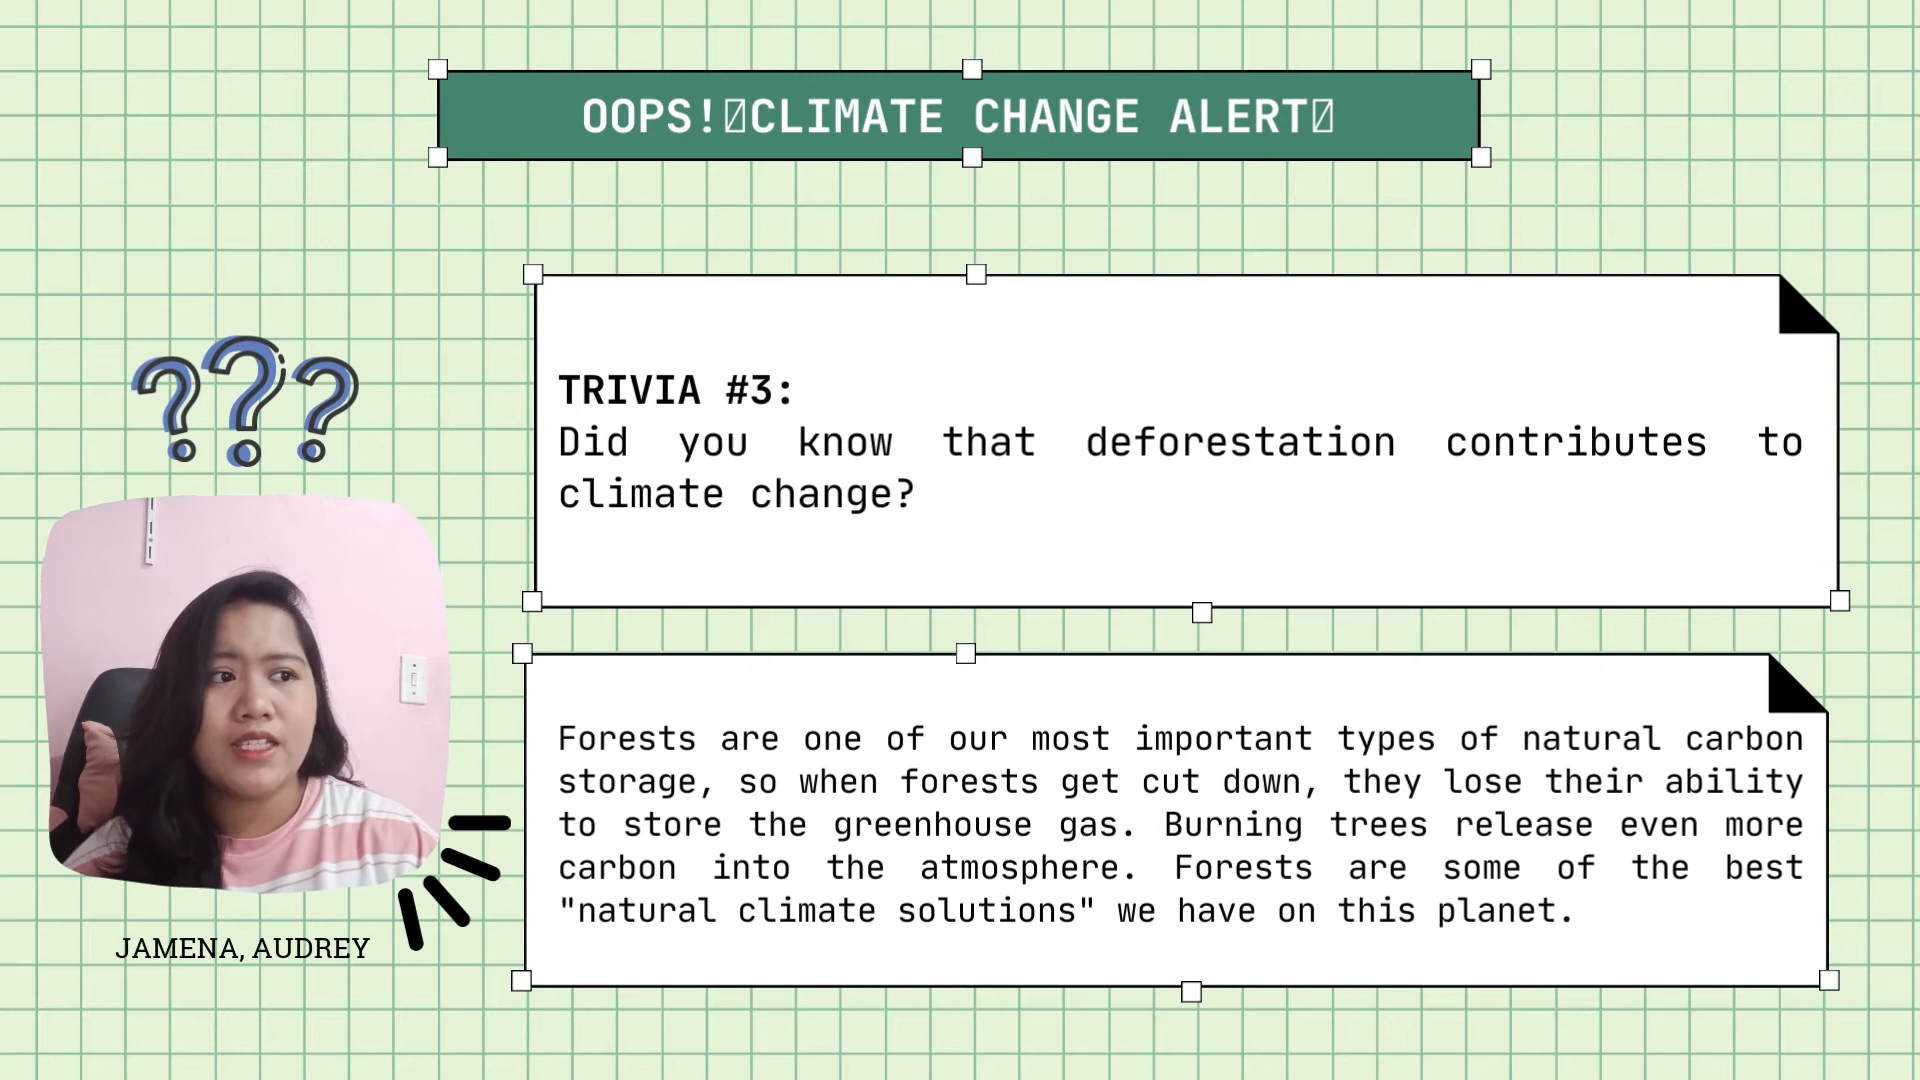 OOPS! CLIMATE CHANGE ALERT
TRIVIA #3:
Did you know that deforestation contributes to
climate change?
Forests are one of our most important types of natural carbon
storage, so when forests get cut down, they lose their ability
to store the greenhouse gas. Burning trees release even more
carbon into the atmosphere. Forests are some of the best
"natural climate solutions" we have on this planet.
JAMENA, AUDREY